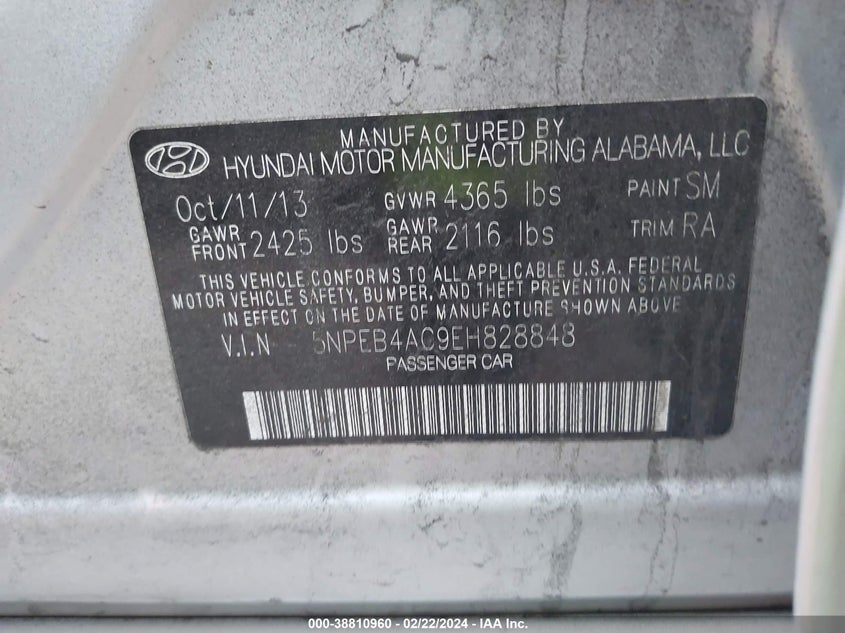 MANUFACTURED BY
HYUNDAI MOTOR MANUFACTURING ALABAMA, LLC
Oct/11/13 GVWR 4365 lbs PAINT SM
GAWR FRONT 2425 lbs GAWR REAR 2116 lbs TRIM RA
THIS VEHICLE CONFORMS TO ALL APPLICABLE U.S.A. FEDERAL
MOTOR VEHICLE SAFETY, BUMPER, AND THEFT PREVENTION STANDARDS
IN EFFECT ON THE DATE OF MANUFACTURE SHOWN ABOVE
V.I.N 5NPEB4AC9EH828848
PASSENGER CAR
000-38810960 - 02/22/2024 - IAA Inc.